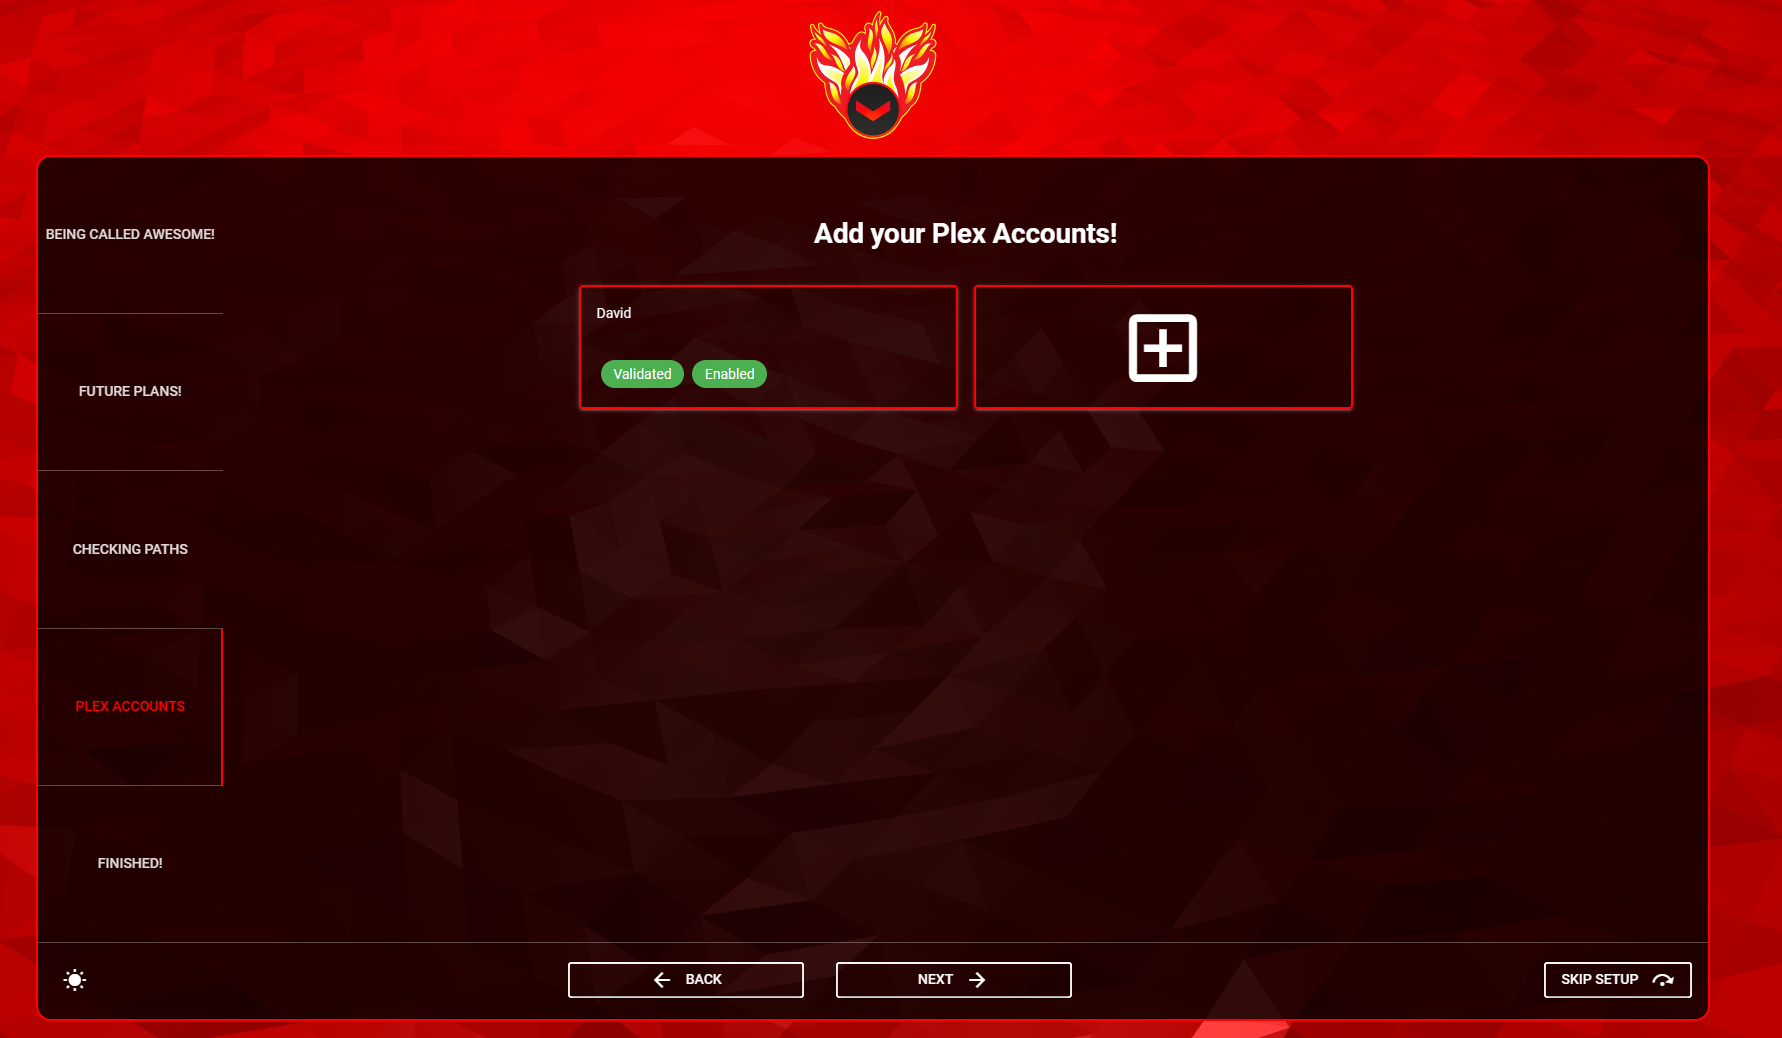 BEING CALLED AWESOME!
FUTURE PLANS!
CHECKING PATHS
PLEX ACCOUNTS
FINISHED!
Add your Plex Accounts!
David
Validated Enabled
BACK NEXT SKIP SETUP